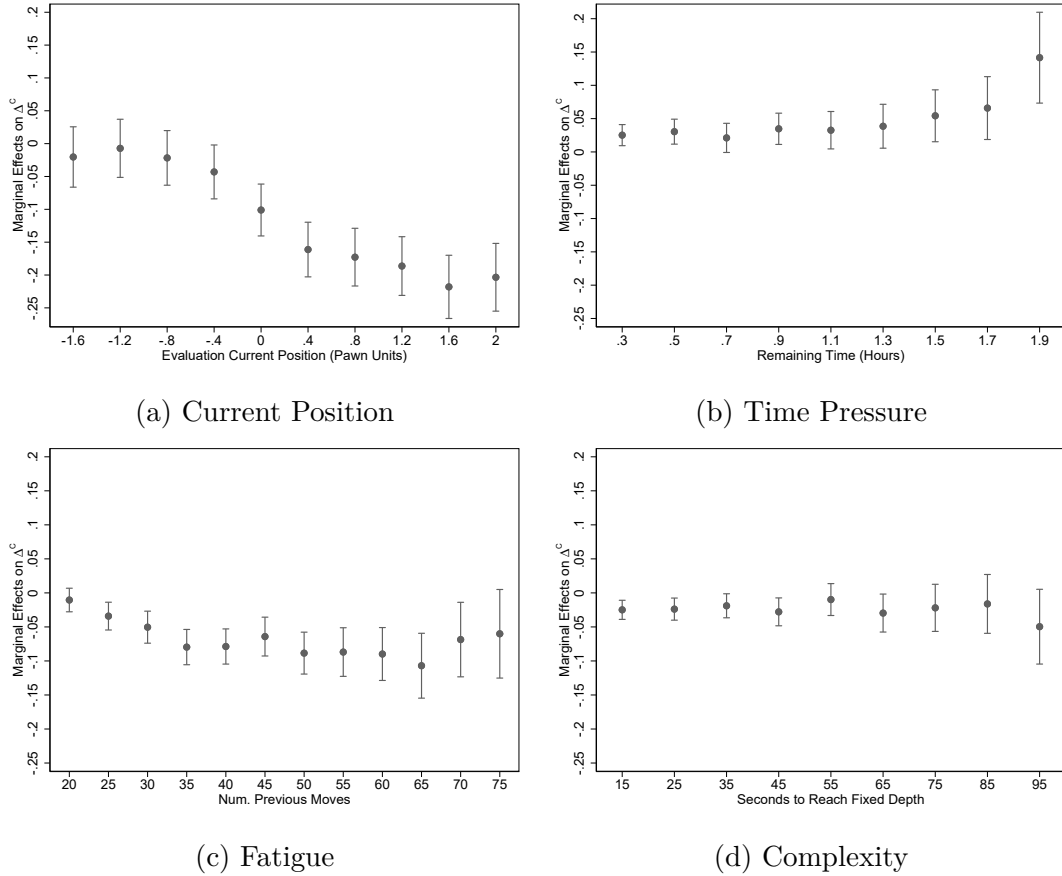 Marginal Effects on Δᶜ
.2
.15
.1
.05
0
-.05
-.1
-.15
-.2
-.25
-1.6 -1.2 -.8 -.4 0 .4 .8 1.2 1.6 2
Evaluation Current Position (Pawn Units)
(a) Current Position
Marginal Effects on Δᶜ
.2
.15
.1
.05
0
-.05
-.1
-.15
-.2
-.25
.3 .5 .7 .9 1.1 1.3 1.5 1.7 1.9
Remaining Time (Hours)
(b) Time Pressure
Marginal Effects on Δᶜ
.2
.15
.1
.05
0
-.05
-.1
-.15
-.2
-.25
20 25 30 35 40 45 50 55 60 65 70 75
Num. Previous Moves
(c) Fatigue
Marginal Effects on Δᶜ
.2
.15
.1
.05
0
-.05
-.1
-.15
-.2
-.25
15 25 35 45 55 65 75 85 95
Seconds to Reach Fixed Depth
(d) Complexity